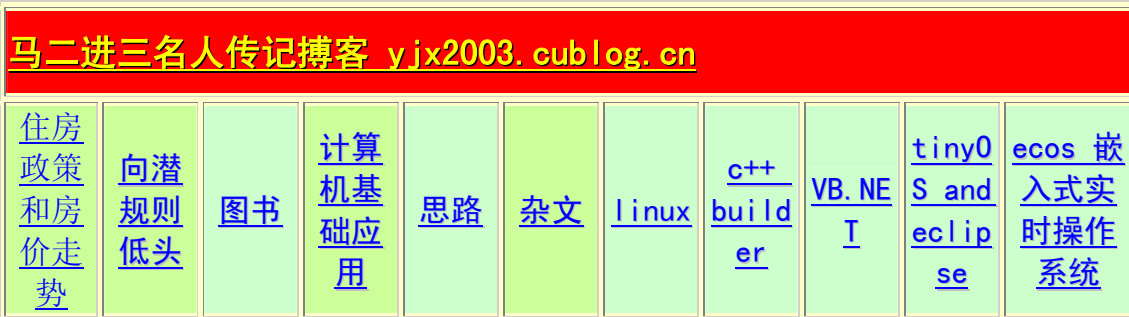 马二进三名人传记搏客 yjx2003.cublog.cn
住房
政策
和房
价走
势
向潜
规则
低头
图书
计算
机基
础应
用
思路
杂文
linux
c++
build
er
VB.NE
T
tinyO
S and
eclip
se
ecos 嵌
入式实
时操作
系统